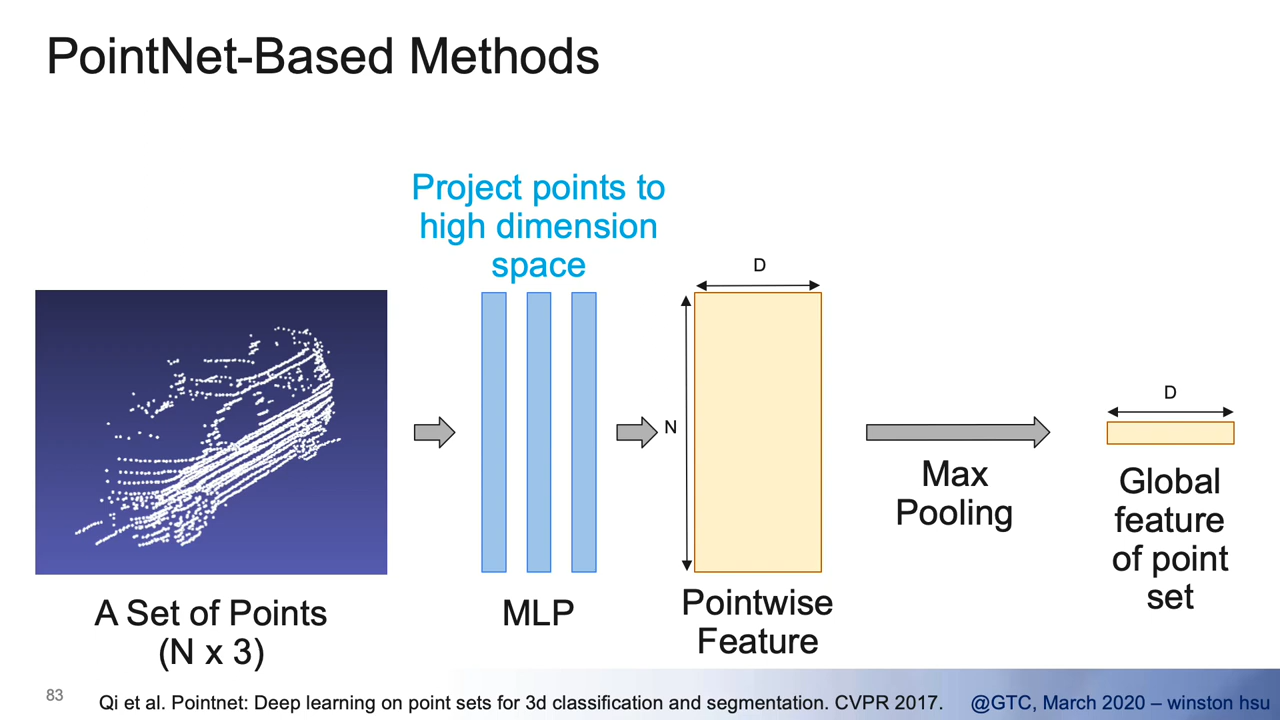 PointNet-Based Methods
Project points to
high dimension
space
D
N
D
Max
Pooling
Global
feature
of point
set
A Set of Points
(N x 3)
MLP
Pointwise
Feature
83
Qi et al. Pointnet: Deep learning on point sets for 3d classification and segmentation. CVPR 2017.
@GTC, March 2020 – winston hsu